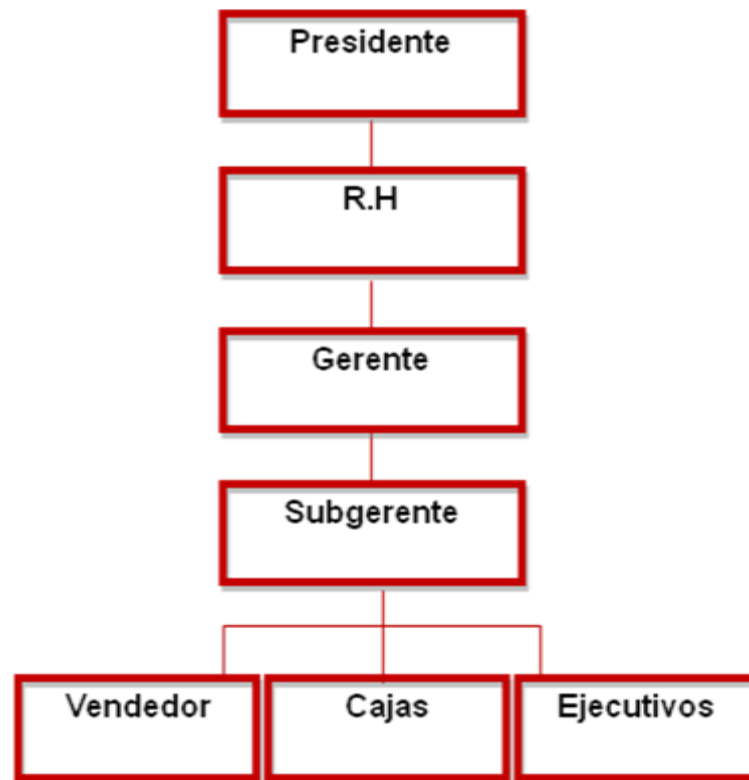 Presidente
R.H
Gerente
Subgerente
Vendedor
Cajas
Ejecutivos